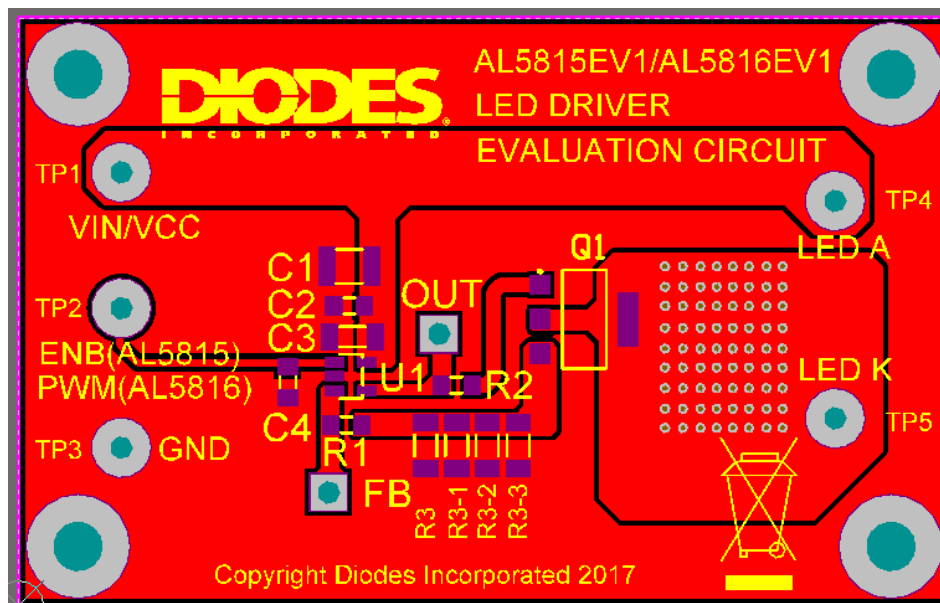 AL5815EV1/AL5816EV1
DIODES
®
INCORPORATED
LED DRIVER
EVALUATION CIRCUIT
TP1
VIN/VCC
TP4
LED A
Q1
C1
C2
OUT
C3
TP2
ENB(AL5815)
PWM(AL5816)
U1
R2
LED K
TP5
C4
TP3
GND
R1
FB
R3
R3-1
R3-2
R3-3
Copyright Diodes Incorporated 2017